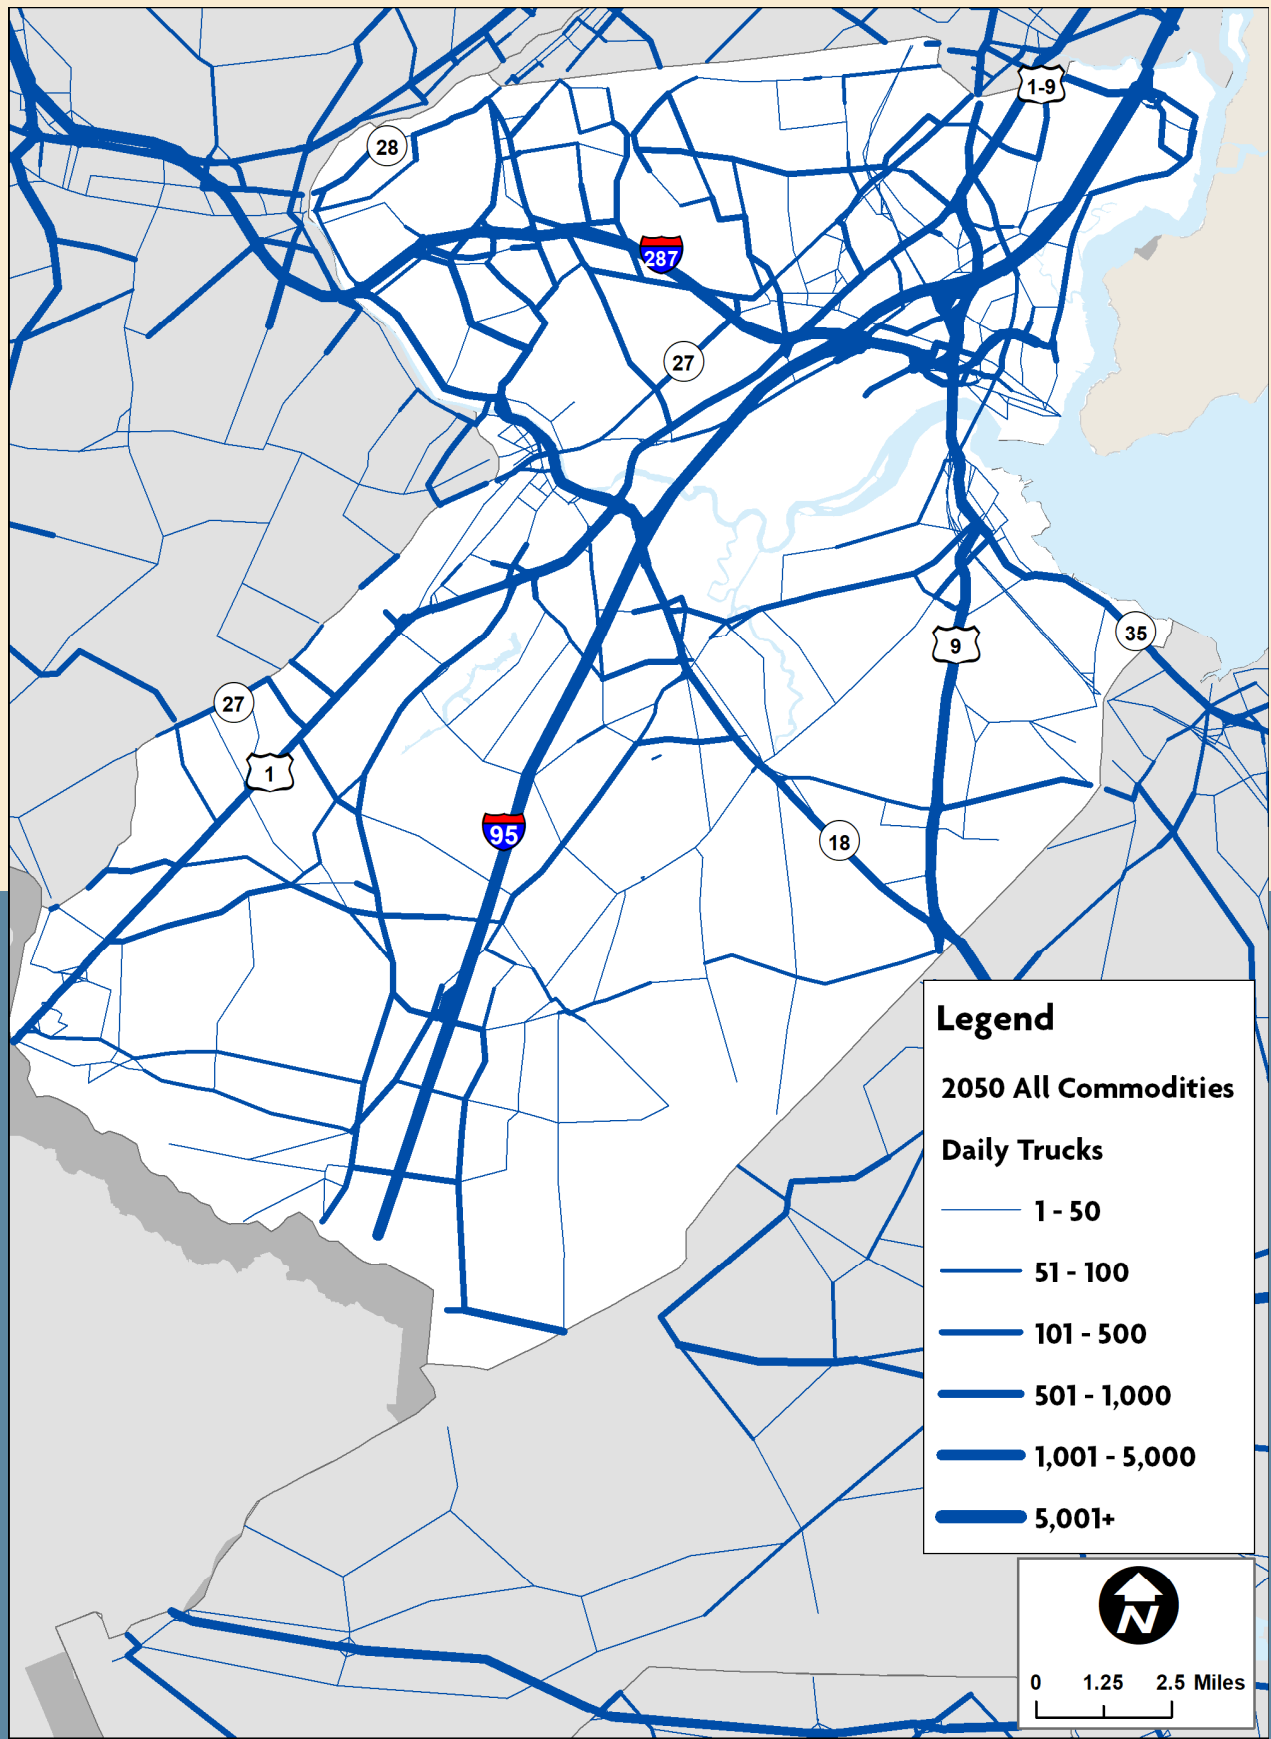 1-9
28
287
27
35
9
27
1
95
18
Legend
2050 All Commodities
Daily Trucks
1 - 50
51 - 100
101 - 500
501 - 1,000
1,001 - 5,000
5,001+
N
0 1.25 2.5 Miles